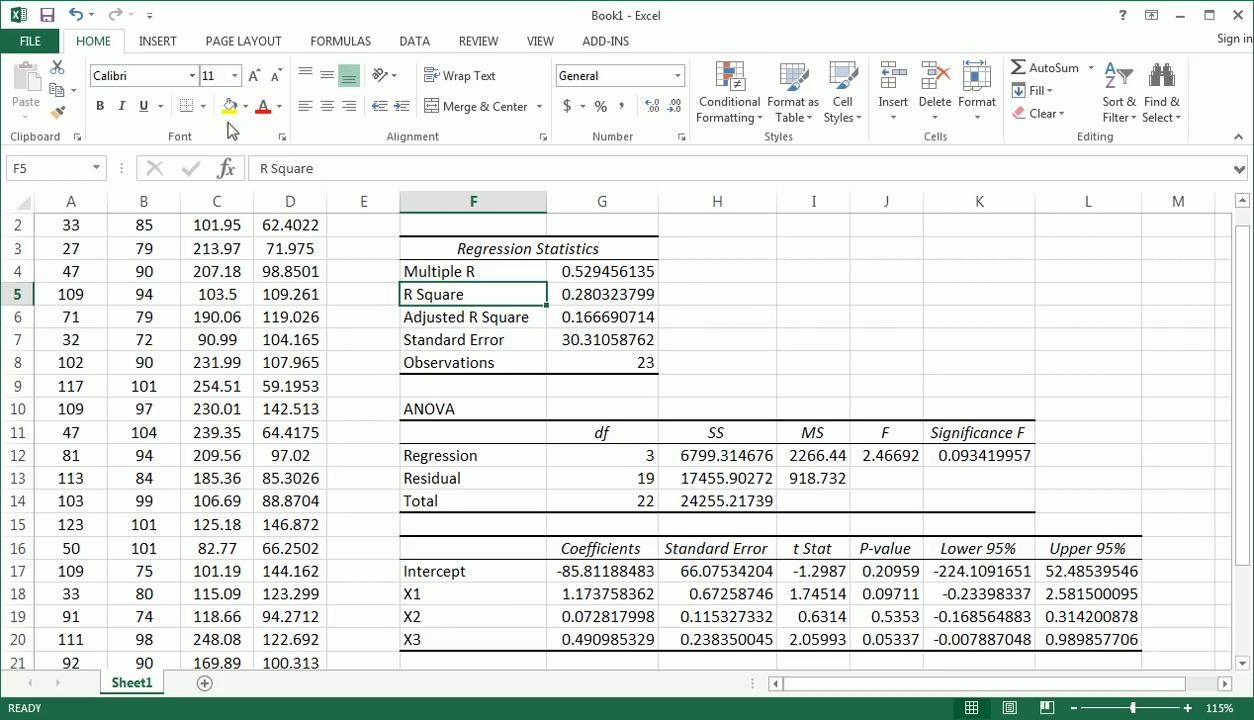 Book1 - Excel
FILE HOME INSERT PAGE LAYOUT FORMULAS DATA REVIEW VIEW ADD-INS Sign in
Paste
Calibri 11
B I U
Wrap Text
Merge & Center
General
$ % ,
Conditional Formatting
Format as Table
Cell Styles
Insert
Delete
Format
AutoSum
Fill
Clear
Sort & Filter
Find & Select
Clipboard Font Alignment Number Styles Cells Editing
F5 fx R Square
A B C D E F G H I J K L M
2 33 85 101.95 62.4022
3 27 79 213.97 71.975 Regression Statistics
4 47 90 207.18 98.8501 Multiple R 0.529456135
5 109 94 103.5 109.261 R Square 0.280323799
6 71 79 190.06 119.026 Adjusted R Square 0.166690714
7 32 72 90.99 104.165 Standard Error 30.31058762
8 102 90 231.99 107.965 Observations 23
9 117 101 254.51 59.1953
10 109 97 230.01 142.513 ANOVA
11 47 104 239.35 64.4175 df SS MS F Significance F
12 81 94 209.56 97.02 Regression 3 6799.314676 2266.44 2.46692 0.093419957
13 113 84 185.36 85.3026 Residual 19 17455.90272 918.732
14 103 99 106.69 88.8704 Total 22 24255.21739
15 123 101 125.18 146.872
16 50 101 82.77 66.2502 Coefficients Standard Error t Stat P-value Lower 95% Upper 95%
17 109 75 101.19 144.162 Intercept -85.81188483 66.07534204 -1.2987 0.20959 -224.1091651 52.48539546
18 33 80 115.09 123.299 X1 1.173758362 0.67258746 1.74514 0.09711 -0.23398337 2.581500095
19 91 74 118.66 94.2712 X2 0.072817998 0.115327332 0.6314 0.5353 -0.168564883 0.314200878
20 111 98 248.08 122.692 X3 0.490985329 0.238350045 2.05993 0.05337 -0.007887048 0.989857706
21 92 90 169.89 100.313
Sheet1
READY 115%